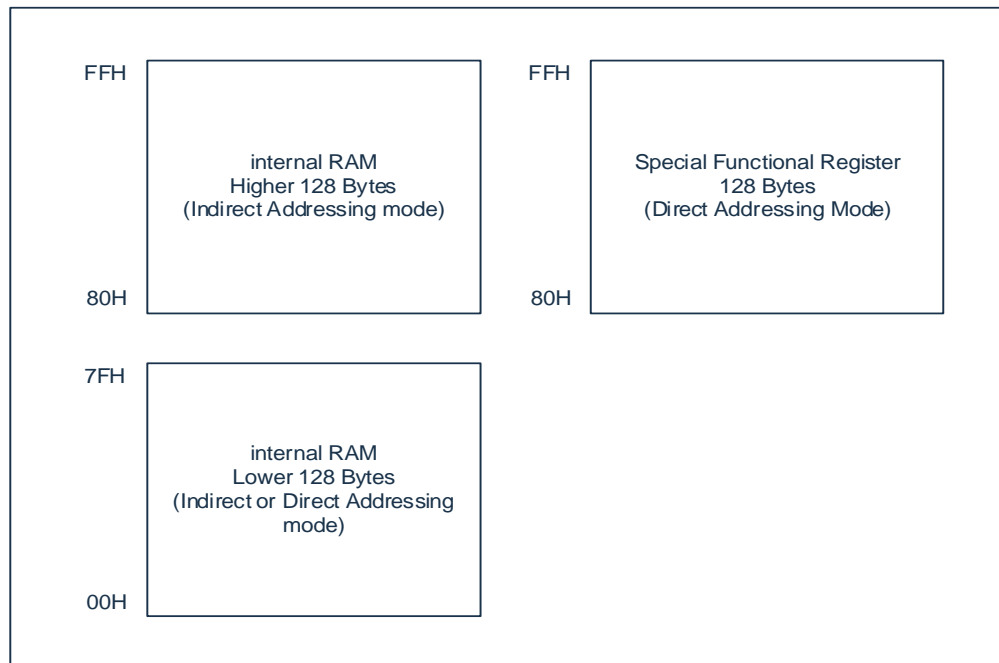 FFH
internal RAM
Higher 128 Bytes
(Indirect Addressing mode)
80H
FFH
Special Functional Register
128 Bytes
(Direct Addressing Mode)
80H
7FH
internal RAM
Lower 128 Bytes
(Indirect or Direct Addressing
mode)
00H